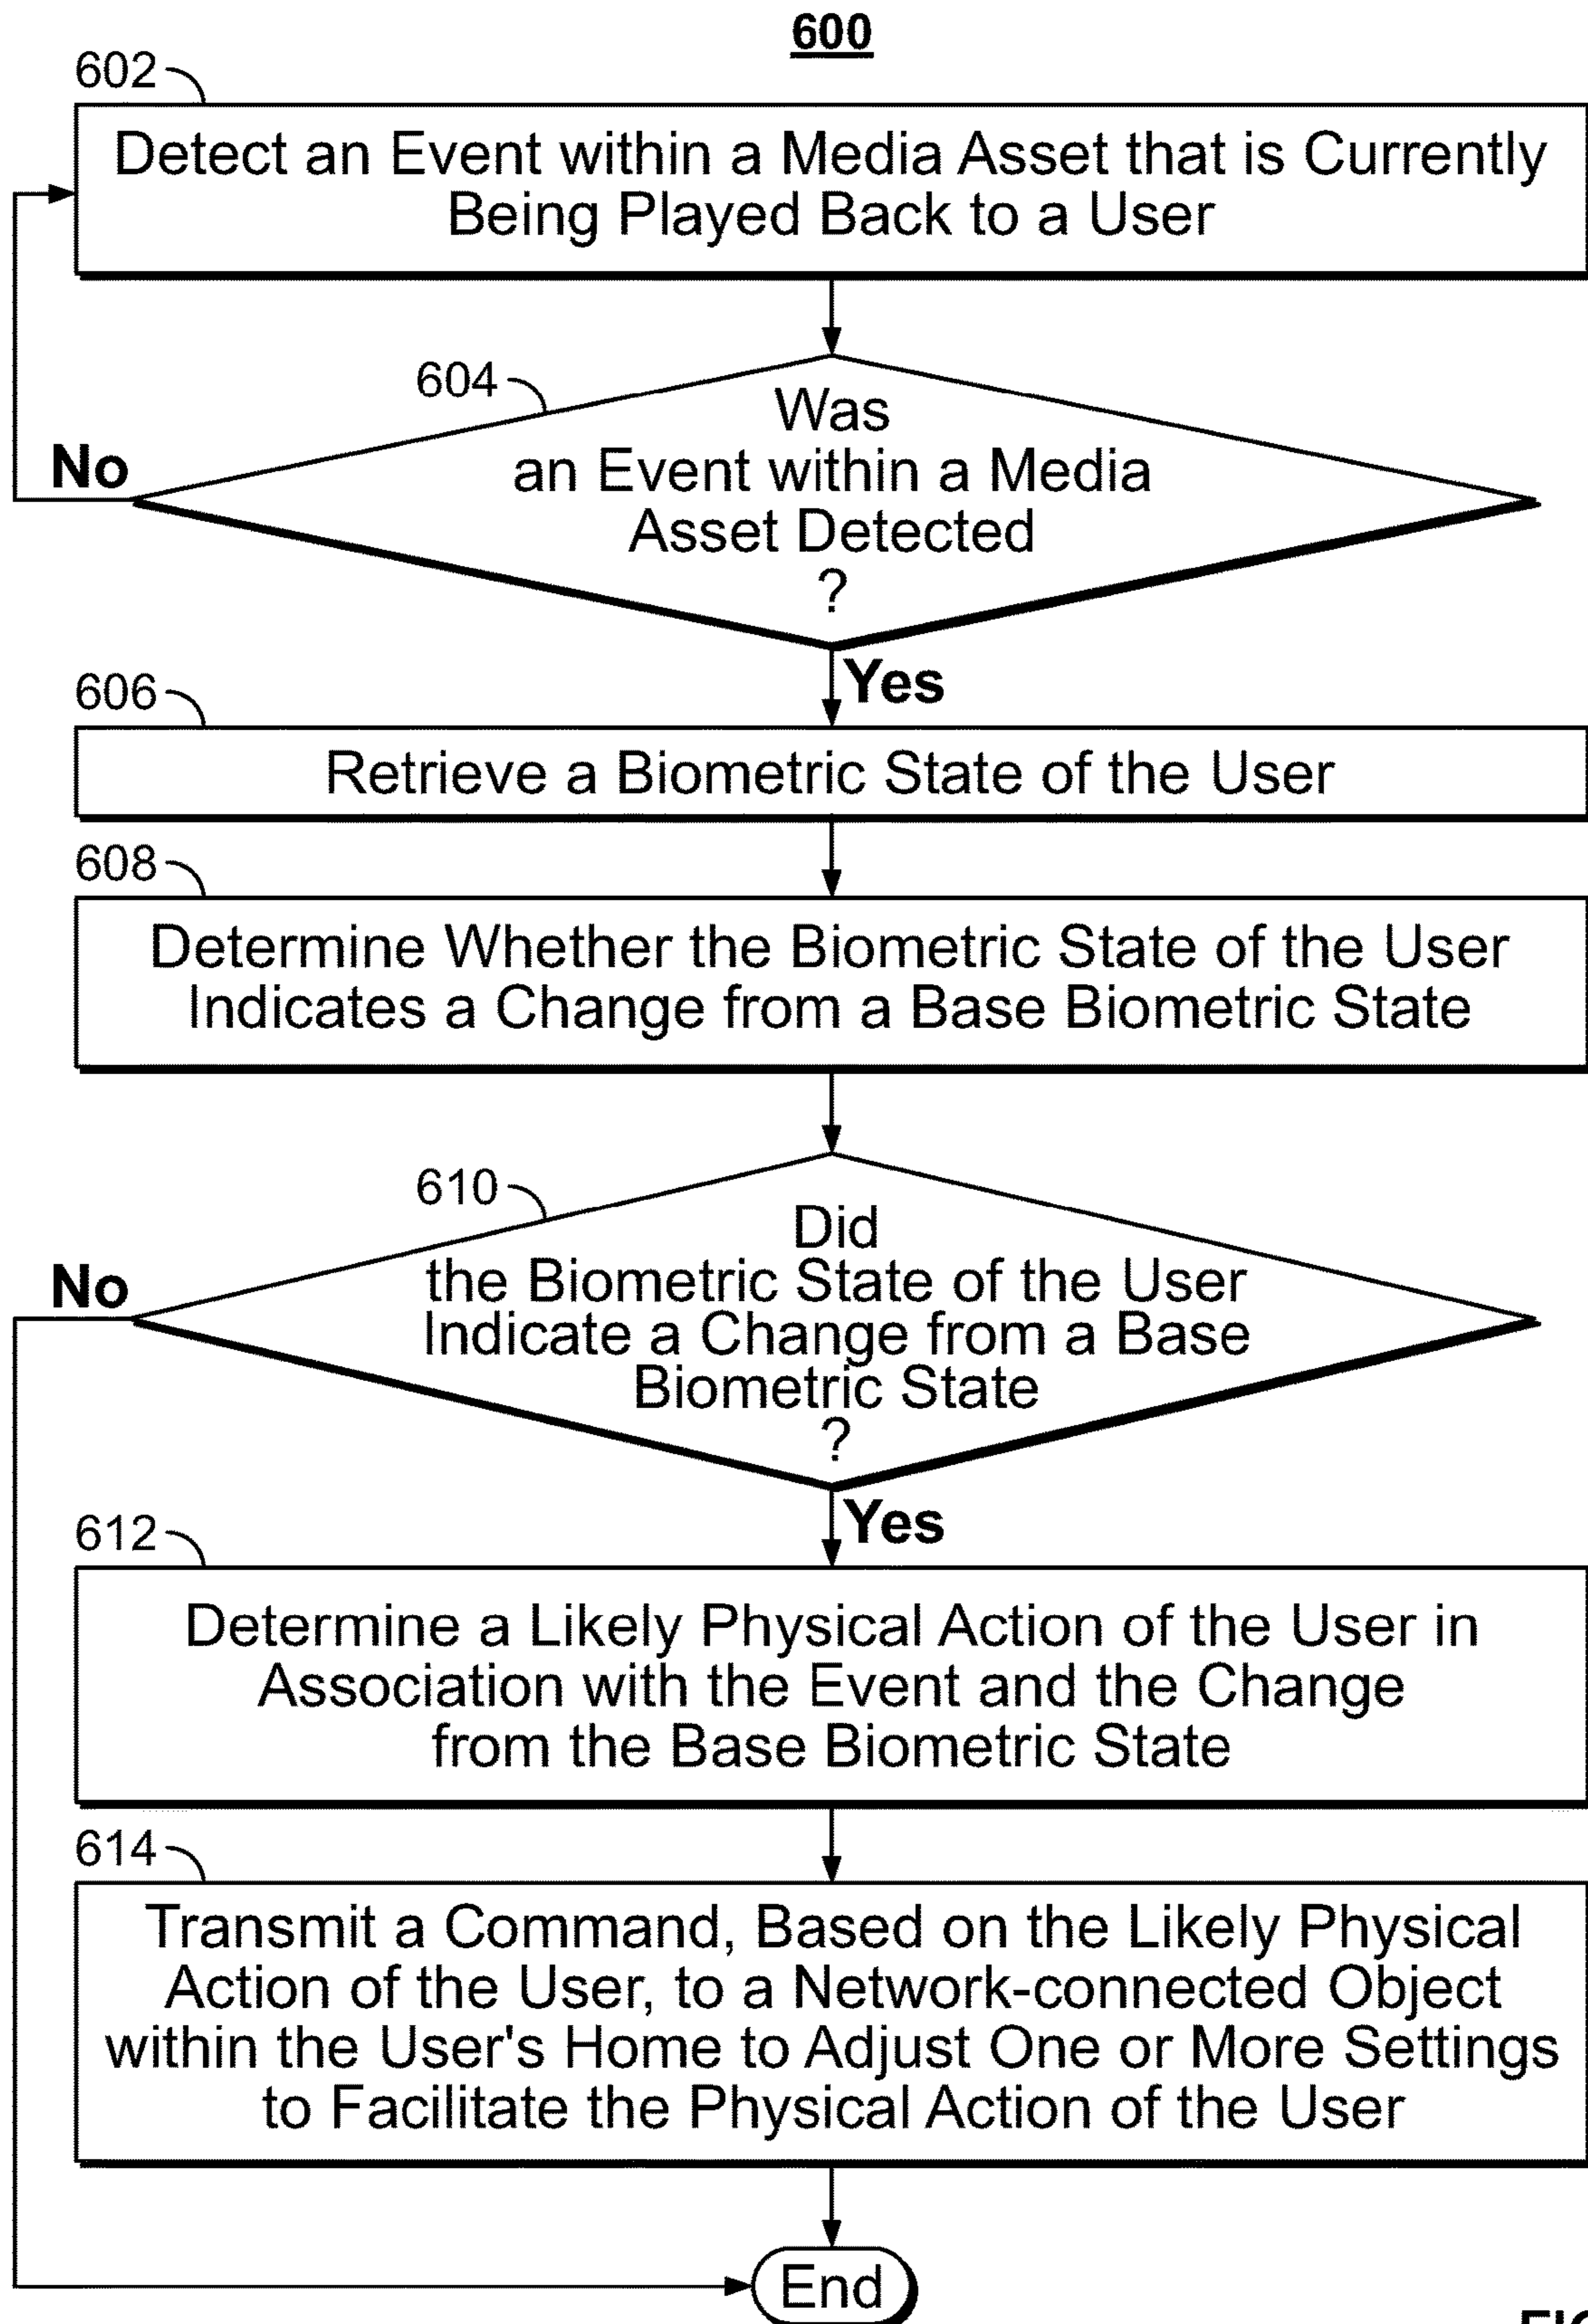 600
602
Detect an Event within a Media Asset that is Currently
Being Played Back to a User
604
Was
an Event within a Media
Asset Detected
?
No
Yes
606
Retrieve a Biometric State of the User
608
Determine Whether the Biometric State of the User
Indicates a Change from a Base Biometric State
610
Did
the Biometric State of the User
Indicate a Change from a Base
Biometric State
?
No
Yes
612
Determine a Likely Physical Action of the User in
Association with the Event and the Change
from the Base Biometric State
614
Transmit a Command, Based on the Likely Physical
Action of the User, to a Network-connected Object
within the User's Home to Adjust One or More Settings
to Facilitate the Physical Action of the User
End